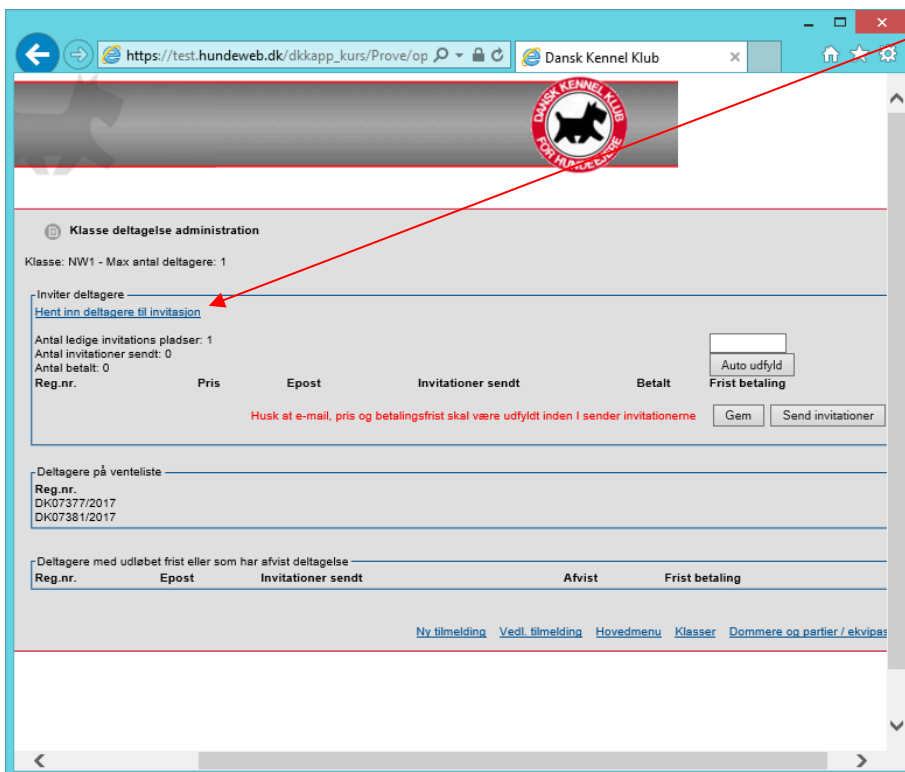 https://test.hundeweb.dk/dkkapp_kurs/Prove/op
Dansk Kennel Klub
DANSK KENNEL KLUB
FOR HUNDEEJERE
Klasse deltagelse administration
Klasse: NW1 - Max antal deltagere: 1
Inviter deltagere
Hent inn deltagere til invitasjon
Antal ledige invitations pladser: 1
Antal invitationer sendt: 0
Antal betalt: 0
Auto udfyld
Reg.nr. Pris Epost Invitationer sendt Betalt Frist betaling
Husk at e-mail, pris og betalingsfrist skal være udfyldt inden I sender invitationerne Gem Send invitationer
Deltagere på venteliste
Reg.nr.
DK07377/2017
DK07381/2017
Deltagere med udløbet frist eller som har afvist deltagelse
Reg.nr. Epost Invitationer sendt Afvist Frist betaling
Ny tilmelding Vedl. tilmelding Hovedmenu Klasser Dommere og partier / ekvipas